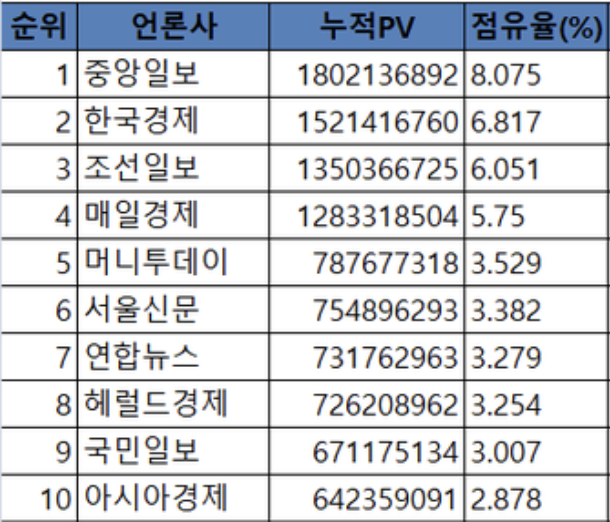 순위 언론사 누적PV 점유율(%)
1 중앙일보 1802136892 8.075
2 한국경제 1521416760 6.817
3 조선일보 1350366725 6.051
4 매일경제 1283318504 5.75
5 머니투데이 787677318 3.529
6 서울신문 754896293 3.382
7 연합뉴스 731762963 3.279
8 헤럴드경제 726208962 3.254
9 국민일보 671175134 3.007
10 아시아경제 642359091 2.878